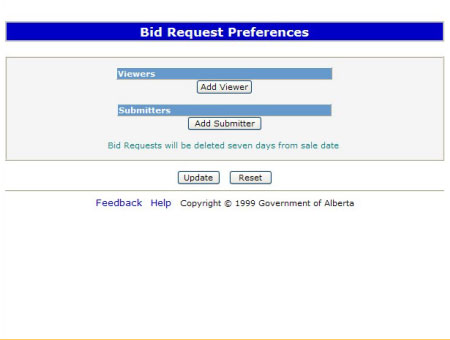 Bid Request Preferences
Viewers
Add Viewer
Submitters
Add Submitter
Bid Requests will be deleted seven days from sale date
Update Reset
Feedback Help Copyright © 1999 Government of Alberta